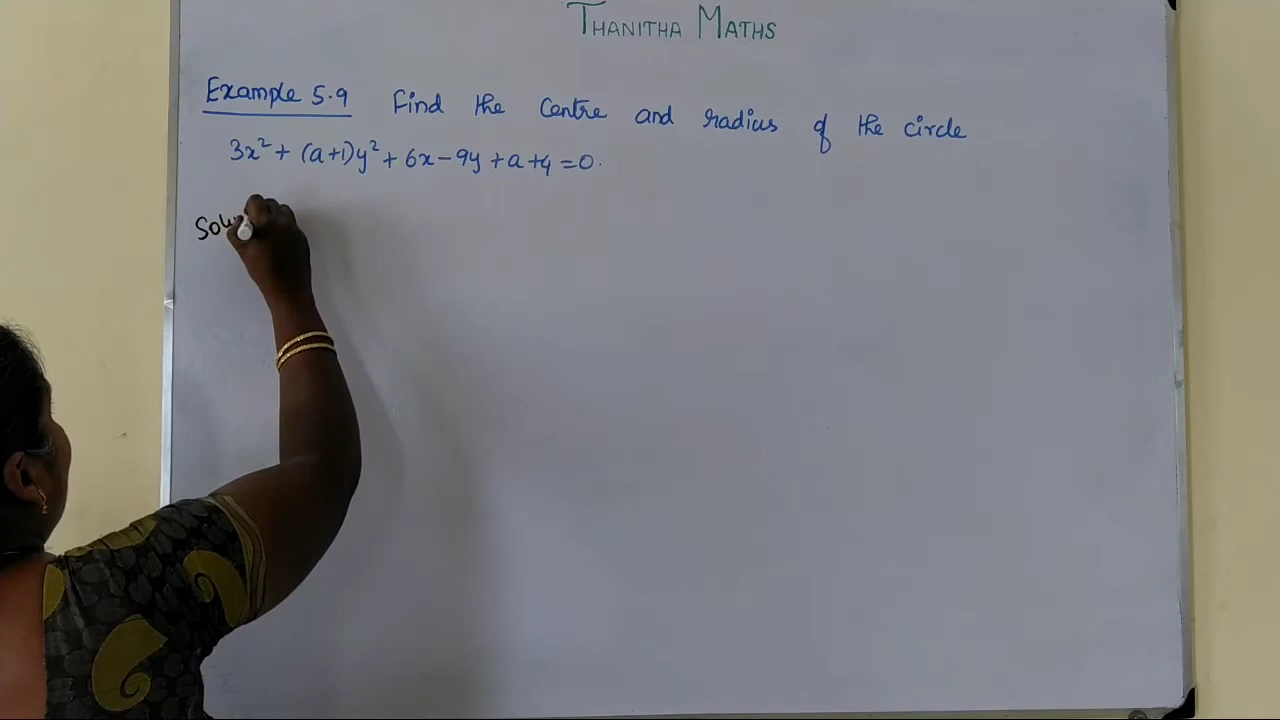 THANITHA MATHS
Example 5.9 Find the Centre and radius of the circle
3x² + (a+1)y² + 6x - 9y + a + 4 = 0.